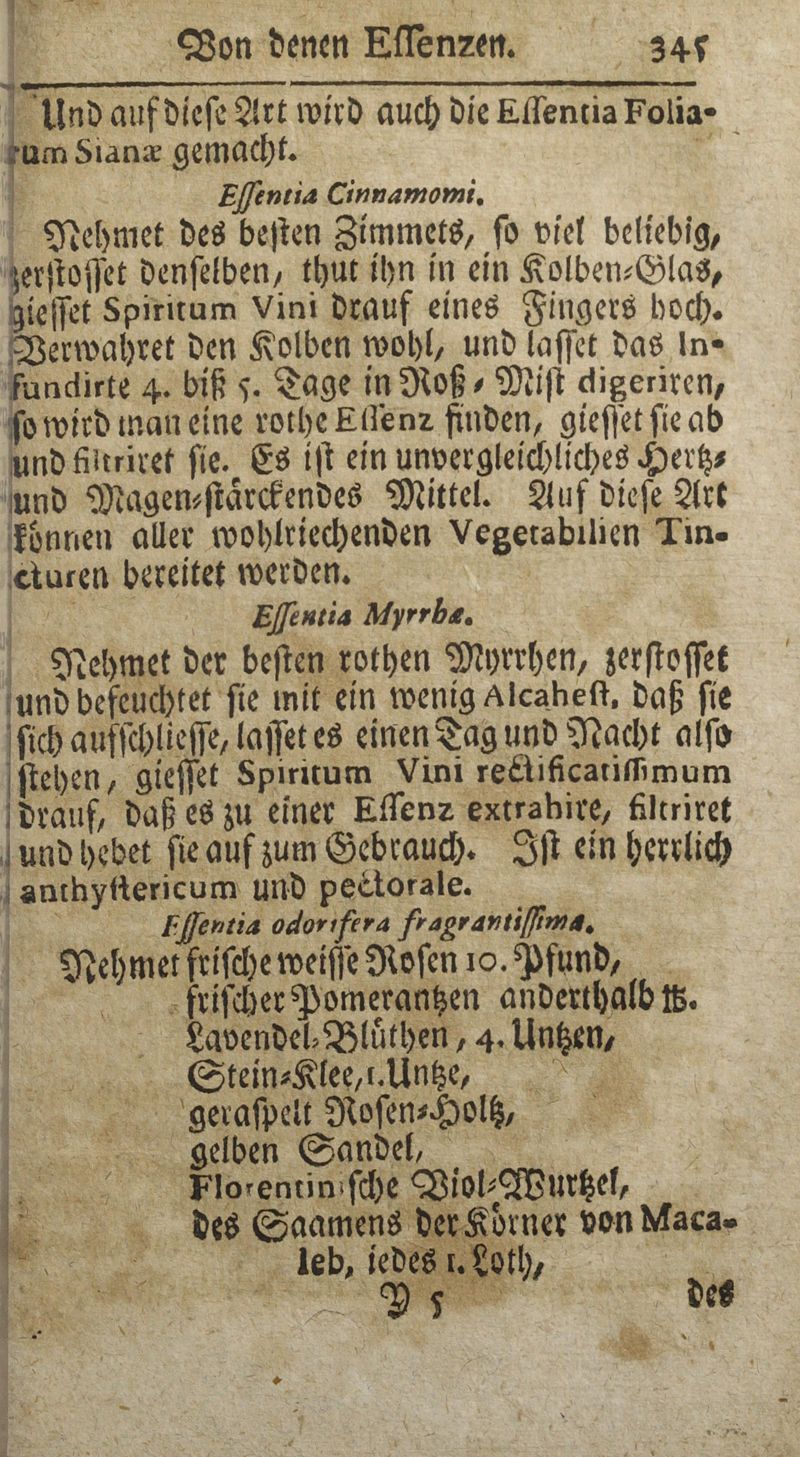 Von denen Eſſenzen. 345
Und auf dieſe Art wird auch die Eſſentia Folia-
rum Sianæ gemacht.
Eſſentia Cinnamomi.
Nehmet des beſten Zimmets, ſo viel beliebig,
zerſtoſſet denſelben, thut ihn in ein Kolben-Glas,
gieſſet Spiritum Vini drauf eines Fingers hoch.
Verwahret den Kolben wohl, und laſſet das In-
fundirte 4. biß 5. Tage in Roß-Miſt digeriren,
ſo wird man eine rothe Eſſenz finden, gieſſet ſie ab
und filtriret ſie. Es iſt ein unvergleichliches Hertz-
und Magen-ſtärckendes Mittel. Auf dieſe Art
können aller wohlriechenden Vegetabilien Tin-
cturen bereitet werden.
Eſſentia Myrrhæ.
Nehmet der beſten rothen Myrrhen, zerſtoſſet
und befeuchtet ſie mit ein wenig Alcaheſt, daß ſie
ſich aufſchlieſſe, laſſet es einen Tag und Nacht alſo
ſtehen, gieſſet Spiritum Vini rectificatiſſimum
drauf, daß es zu einer Eſſenz extrahire, filtriret
und hebet ſie auf zum Gebrauch. Iſt ein herrlich
anthyſtericum und pectorale.
Eſſentia odorifera fragrantiſſima.
Nehmet friſche weiſſe Roſen 10. Pfund,
friſcher Pomerantzen anderthalb ℔.
Lavendel-Blüthen, 4. Untzen,
Stein-Klee, 1. Untze,
geraſpelt Roſen-Holtz,
gelben Sandel,
Florentiniſche Viol-Wurtzel,
des Saamens der Körner von Maca-
leb, iedes 1. Loth,
Y 5 des